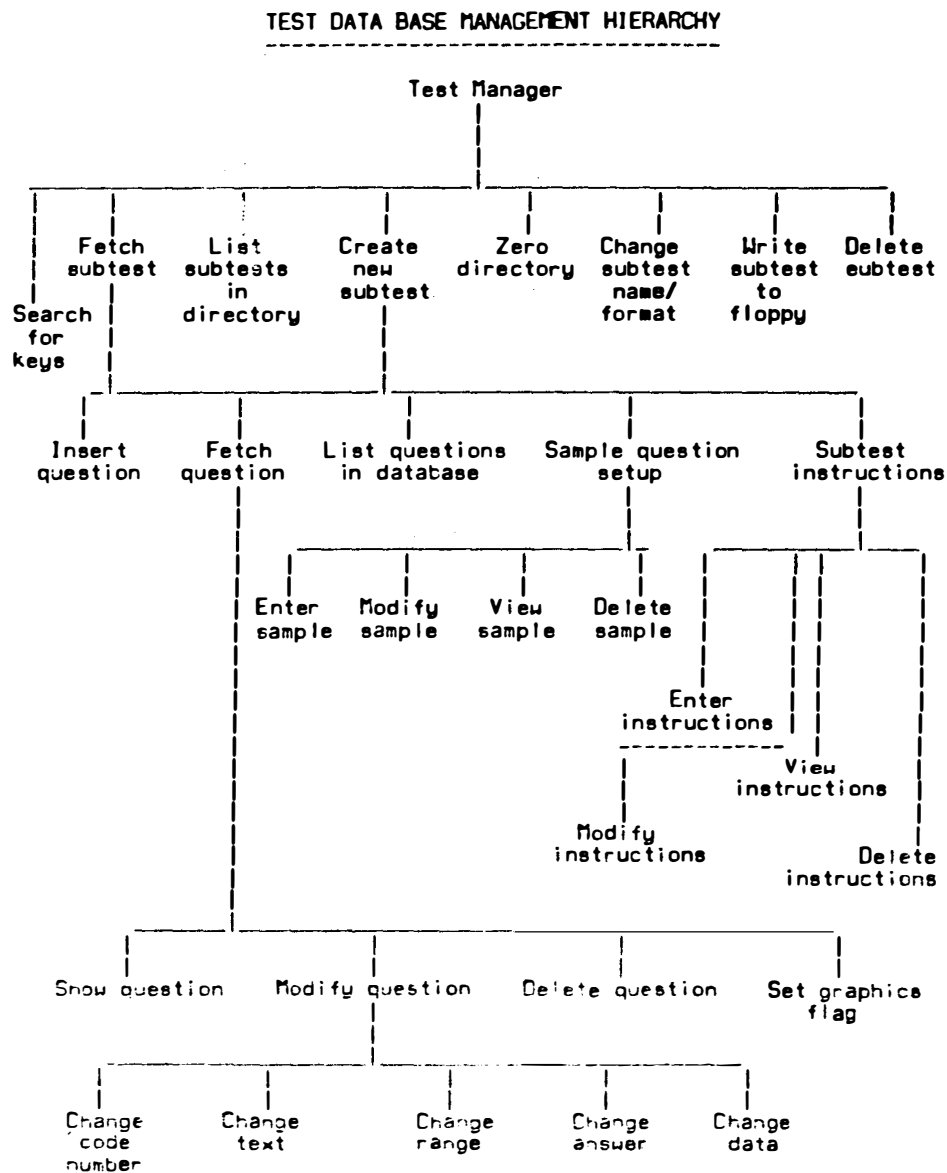 TEST DATA BASE MANAGEMENT HIERARCHY
Test Manager
Search
for
keys
Fetch
subtest
List
subtests
in
directory
Create
new
subtest
Zero
directory
Change
subtest
name/
format
Write
subtest
to
floppy
Delete
eubtest
Insert
question
Fetch
question
List questions
in database
Sample question
setup
Subtest
instructions
Enter
sample
Modify
sample
View
sample
Delete
sample
Enter
instructions
View
instructions
Modify
instructions
Delete
instructions
Show question
Modify question
Delete question
Set graphics
flag
Change
code
number
Change
text
Change
range
Change
answer
Change
data